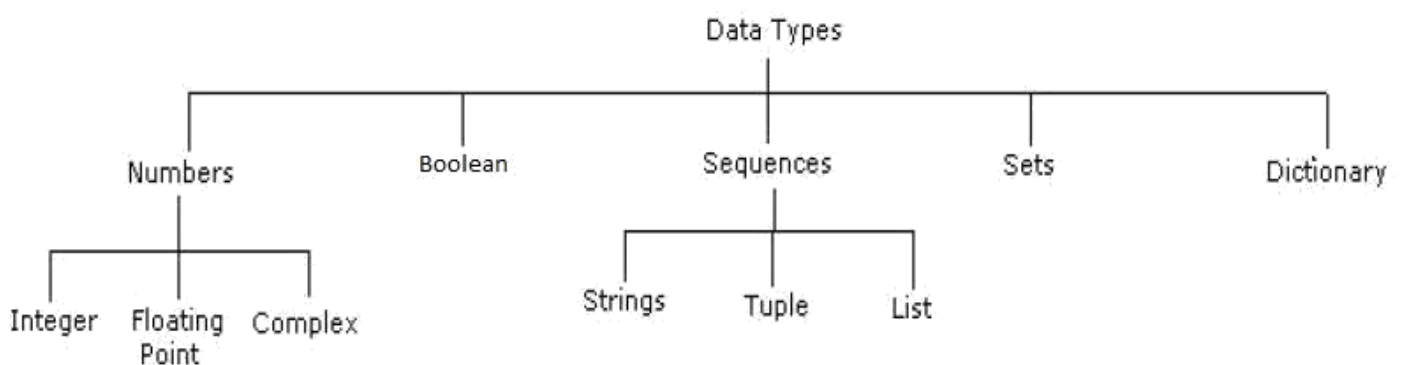 Data Types
Numbers
Boolean
Sequences
Sets
Dictionary
Integer
Floating
Point
Complex
Strings
Tuple
List